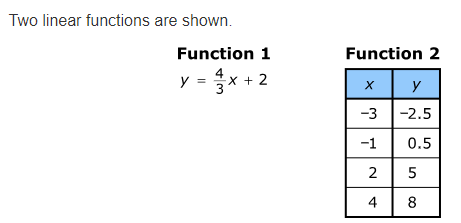 Two linear functions are shown.
Function 1
y = 4/3 x + 2
Function 2
x y
-3 -2.5
-1 0.5
2 5
4 8